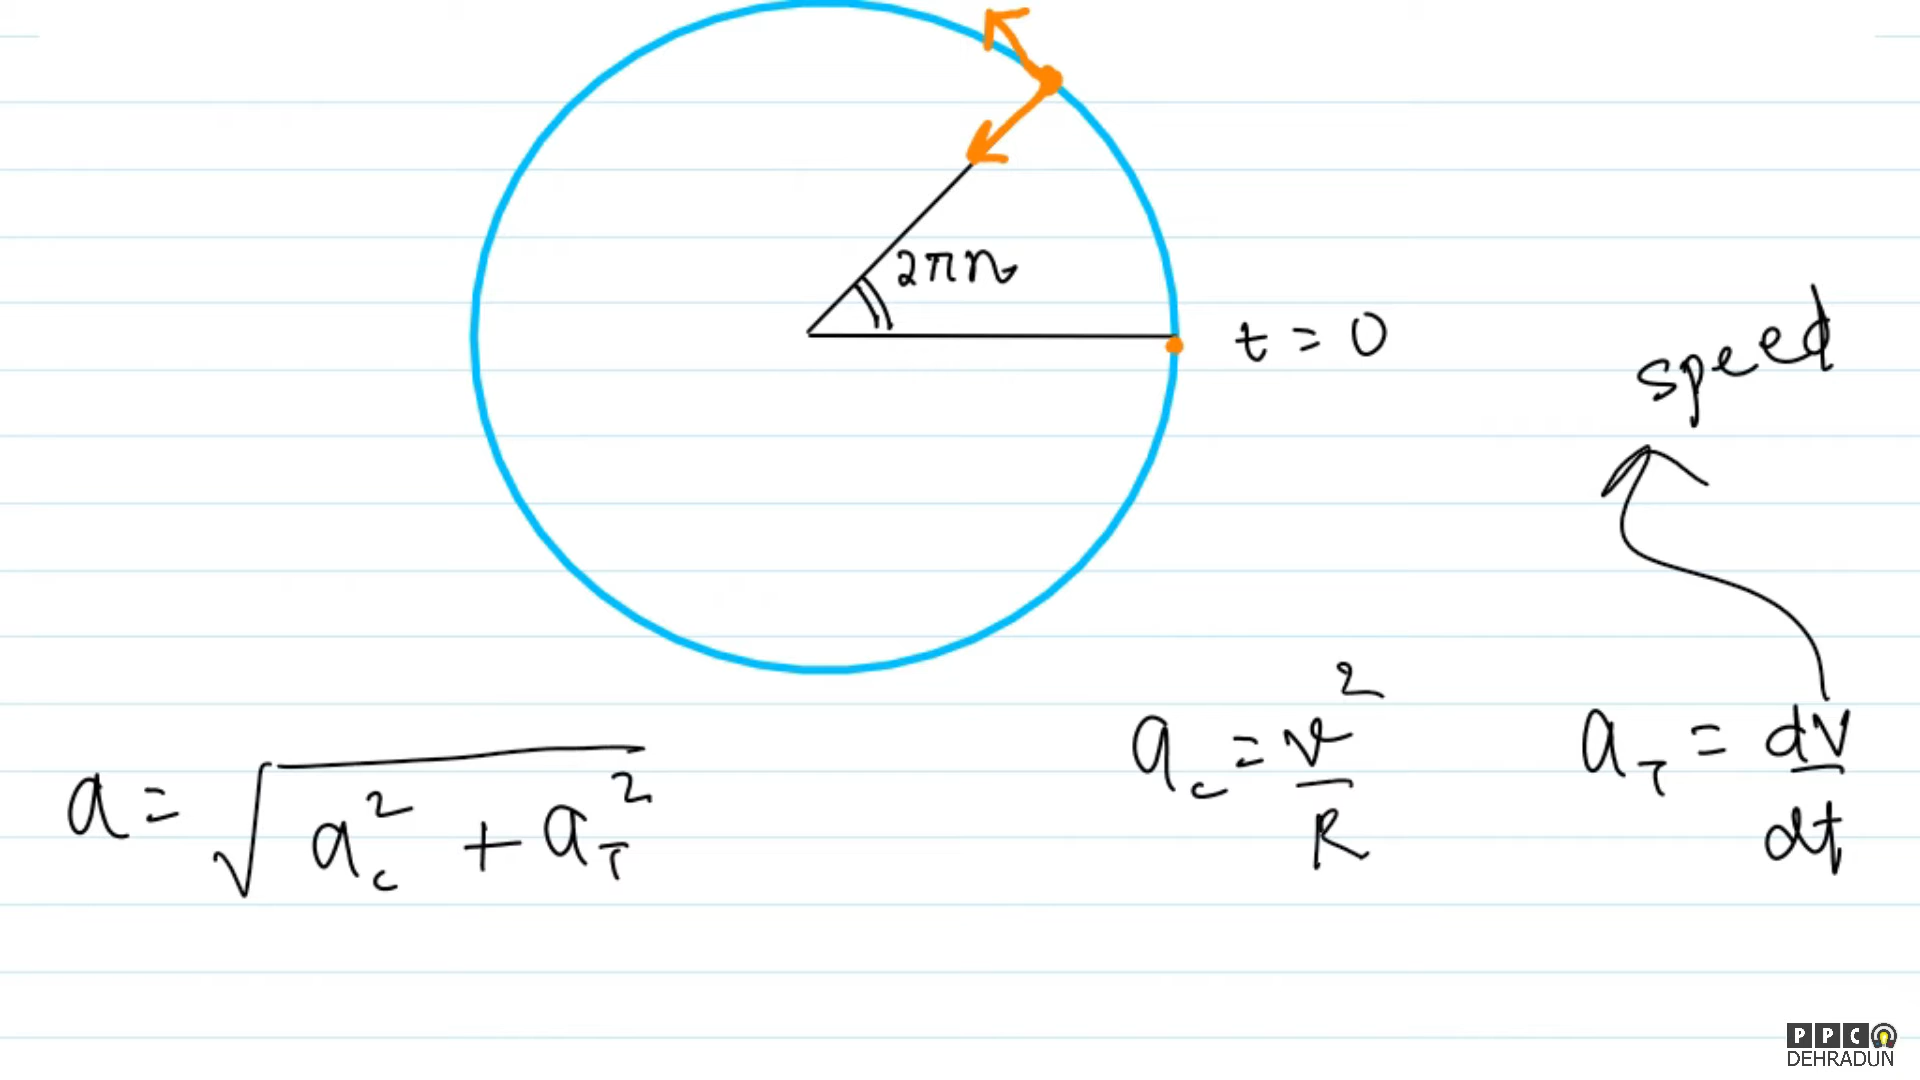 2πn
t = 0
speed
a = √(a_c² + a_T²)
a_c = v²/R
a_T = dv/dt
PPC
DEHRADUN